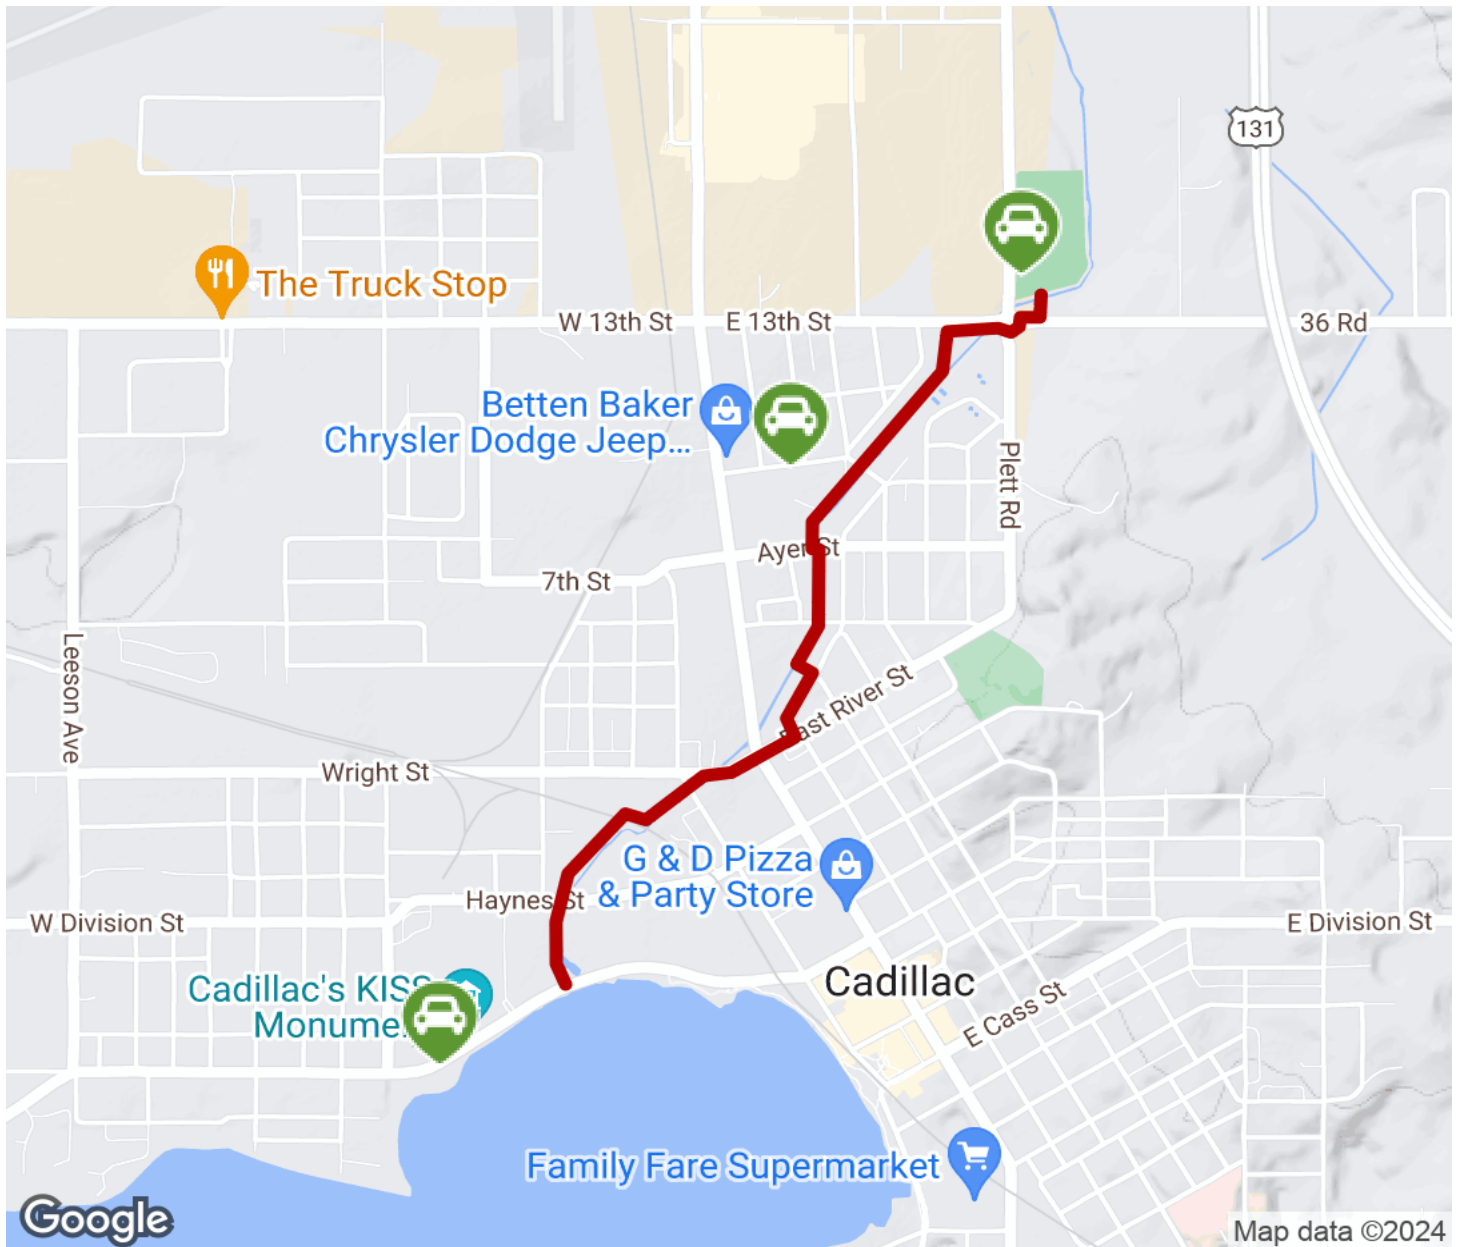 131
The Truck Stop
W 13th St
E 13th St
36 Rd
Betten Baker
Chrysler Dodge Jeep...
Plett Rd
Ayer St
7th St
Leeson Ave
East River St
Wright St
G & D Pizza
& Party Store
Haynes St
W Division St
E Division St
Cadillac's KISS
Monume...
Cadillac
E Cass St
Family Fare Supermarket
Google
Map data ©2024